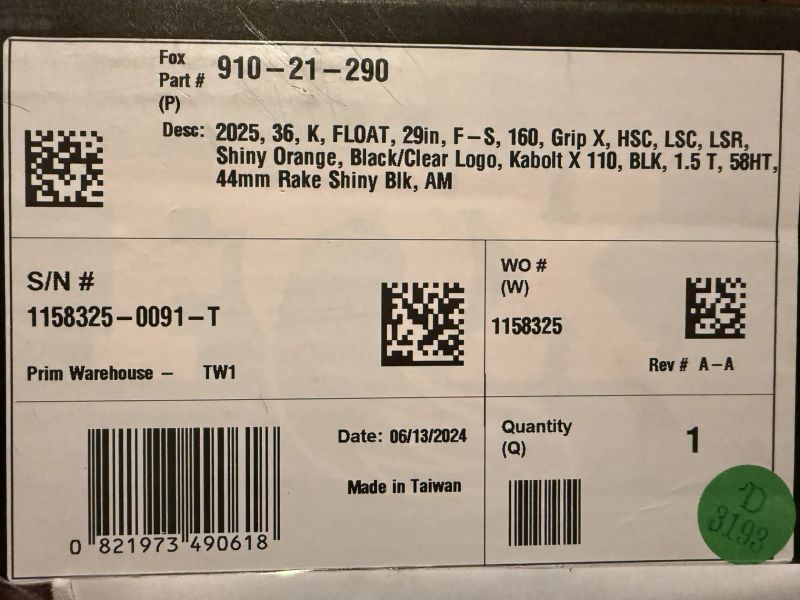 Fox
Part #
(P)
910-21-290
Desc: 2025, 36, K, FLOAT, 29in, F-S, 160, Grip X, HSC, LSC, LSR,
Shiny Orange, Black/Clear Logo, Kabolt X 110, BLK, 1.5 T, 58HT,
44mm Rake Shiny Blk, AM
S/N #
1158325-0091-T
Prim Warehouse - TW1
WO #
(W)
1158325
Rev # A-A
Date: 06/13/2024
Made in Taiwan
0 821973 490618
Quantity
(Q)
1
D
3193